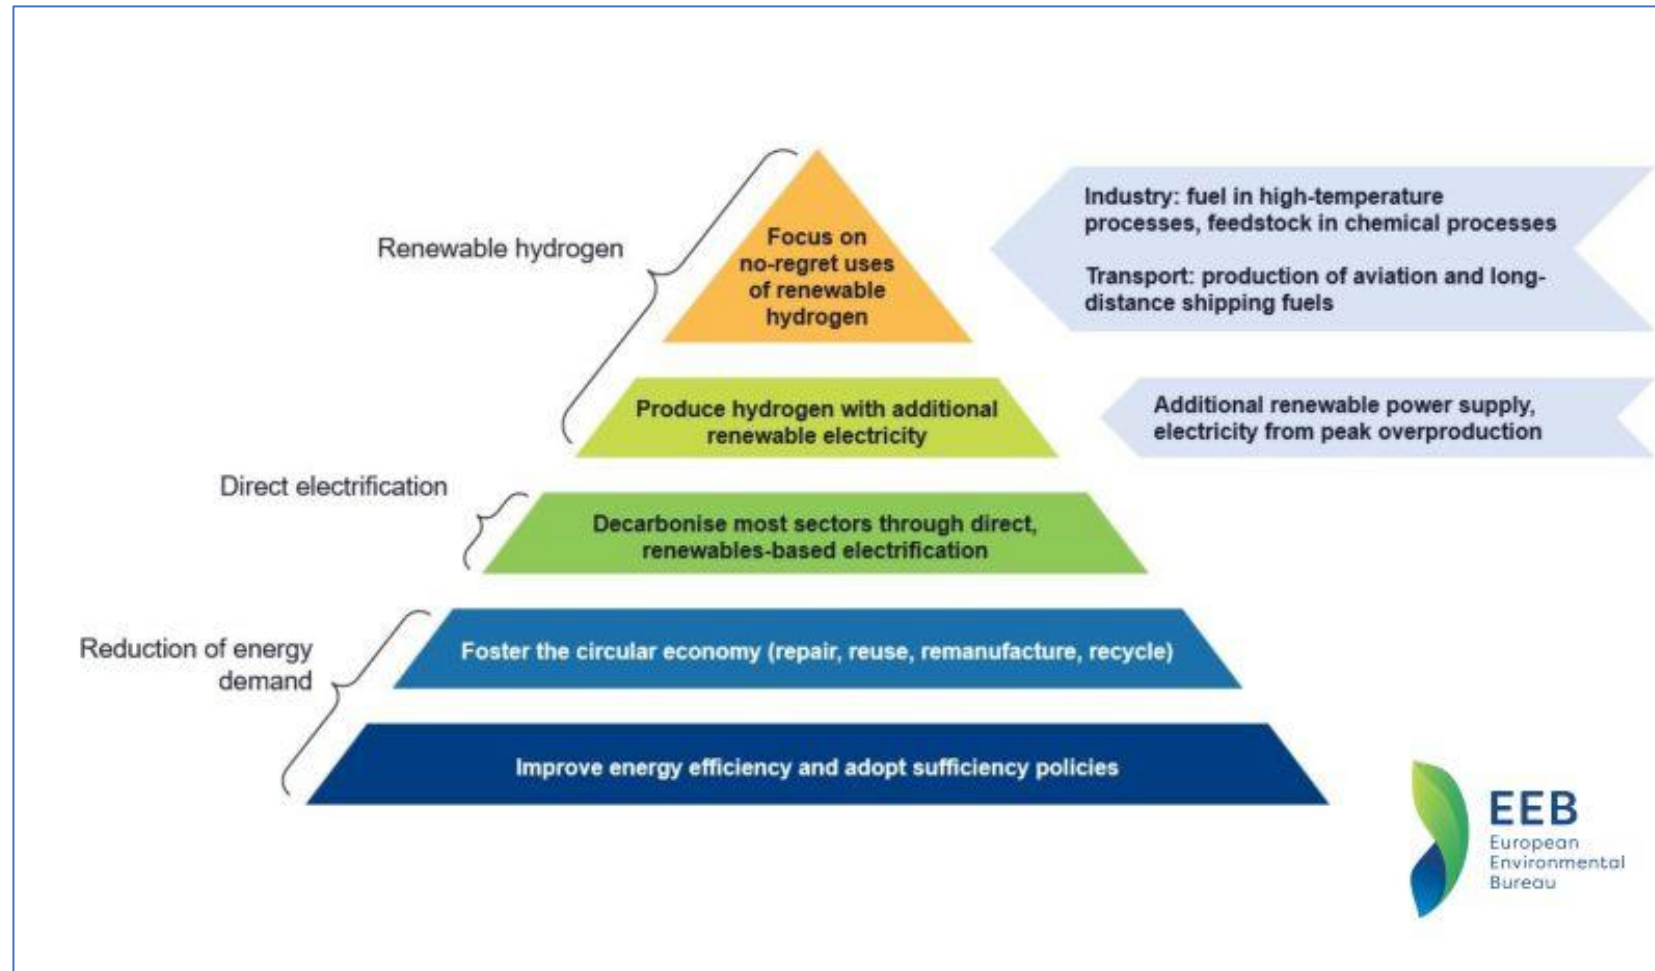 Renewable hydrogen
Focus on
no-regret uses
of renewable
hydrogen
Industry: fuel in high-temperature
processes, feedstock in chemical processes
Transport: production of aviation and long-
distance shipping fuels
Produce hydrogen with additional
renewable electricity
Additional renewable power supply,
electricity from peak overproduction
Direct electrification
Decarbonise most sectors through direct,
renewables-based electrification
Reduction of energy
demand
Foster the circular economy (repair, reuse, remanufacture, recycle)
Improve energy efficiency and adopt sufficiency policies
EEB
European
Environmental
Bureau